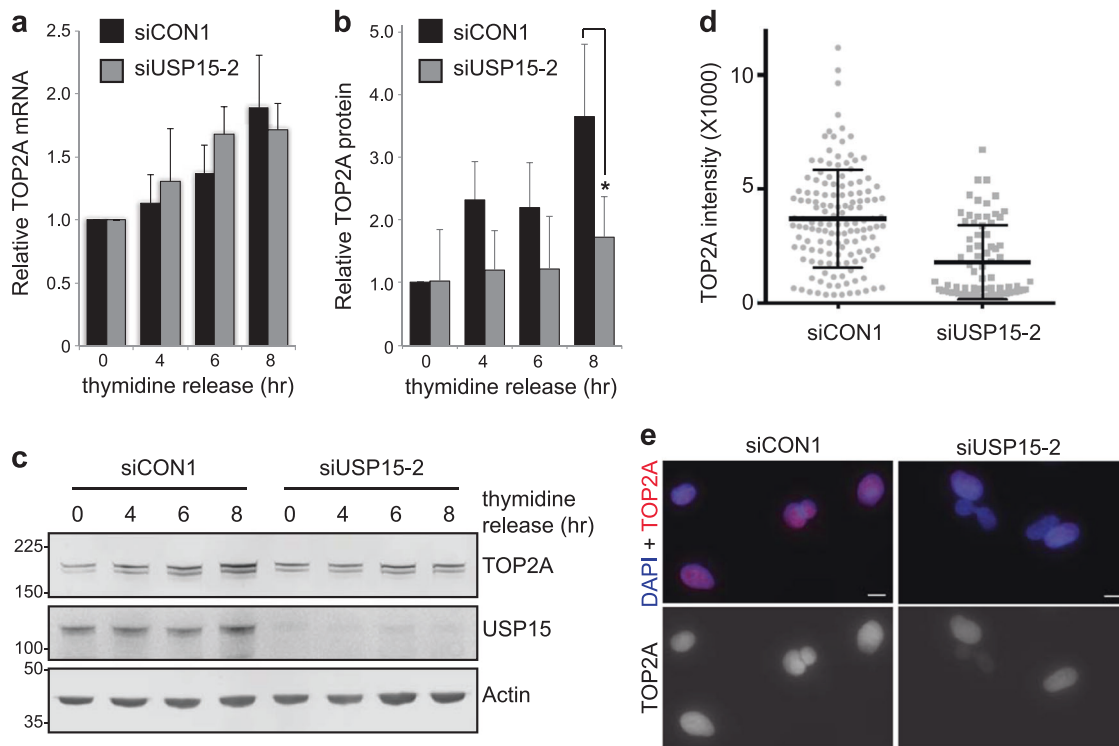 a
siCON1
siUSP15-2
Relative TOP2A mRNA
2.5
2.0
1.5
1.0
0.5
0
0 4 6 8
thymidine release (hr)
b
siCON1
siUSP15-2
Relative TOP2A protein
5.0
4.0
3.0
2.0
1.0
0
*
0 4 6 8
thymidine release (hr)
d
TOP2A intensity (X1000)
10
5
0
siCON1 siUSP15-2
c
siCON1 siUSP15-2
0 4 6 8 0 4 6 8 thymidine
release (hr)
225
150
TOP2A
100
USP15
50
35
Actin
e
siCON1 siUSP15-2
DAPI + TOP2A
TOP2A